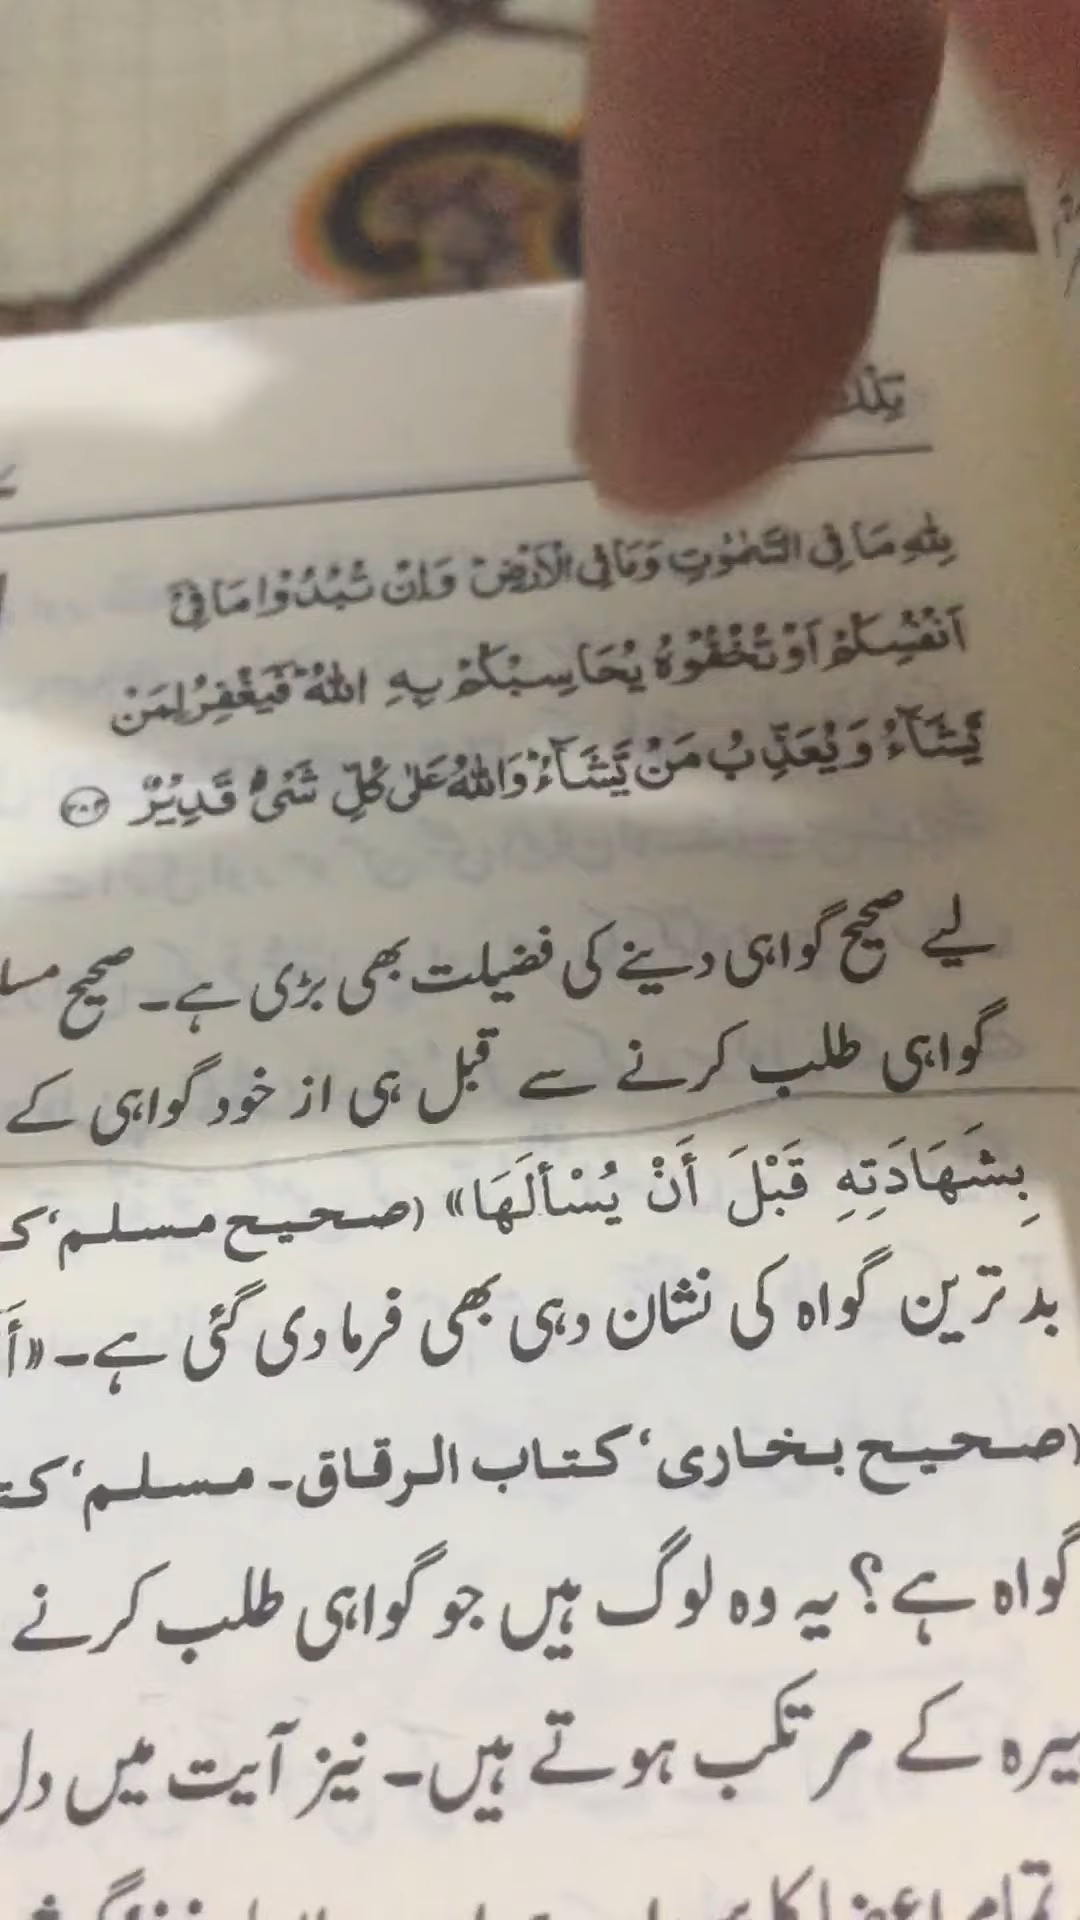 تِلْكَ
لِلّٰهِ مَا فِي السَّمٰوٰتِ وَمَا فِي الْاَرْضِ ۗ وَاِنْ تُبْدُوْا مَا فِيْٓ
اَنْفُسِكُمْ اَوْ تُخْفُوْهُ يُحَاسِبْكُمْ بِهِ اللّٰهُ ۗ فَيَغْفِرُ لِمَنْ
يَّشَآءُ وَيُعَذِّبُ مَنْ يَّشَآءُ ۗ وَاللّٰهُ عَلٰى كُلِّ شَيْءٍ قَدِيْرٌ
لیے صحیح گواہی دینے کی فضیلت بھی بڑی ہے۔ صحیح
گواہی طلب کرنے سے قبل ہی از خود گواہی کے
بِشَهَادَتِهِ قَبْلَ أَنْ يُسْأَلَهَا» (صحیح مسلم،
بدترین گواہ کی نشان دہی بھی فرما دی گئی ہے۔
(صحیح بخاری، کتاب الرقاق۔ مسلم،
گواہ ہے؟ یہ وہ لوگ ہیں جو گواہی طلب کرنے
کے مرتکب ہوتے ہیں۔ نیز آیت میں دل